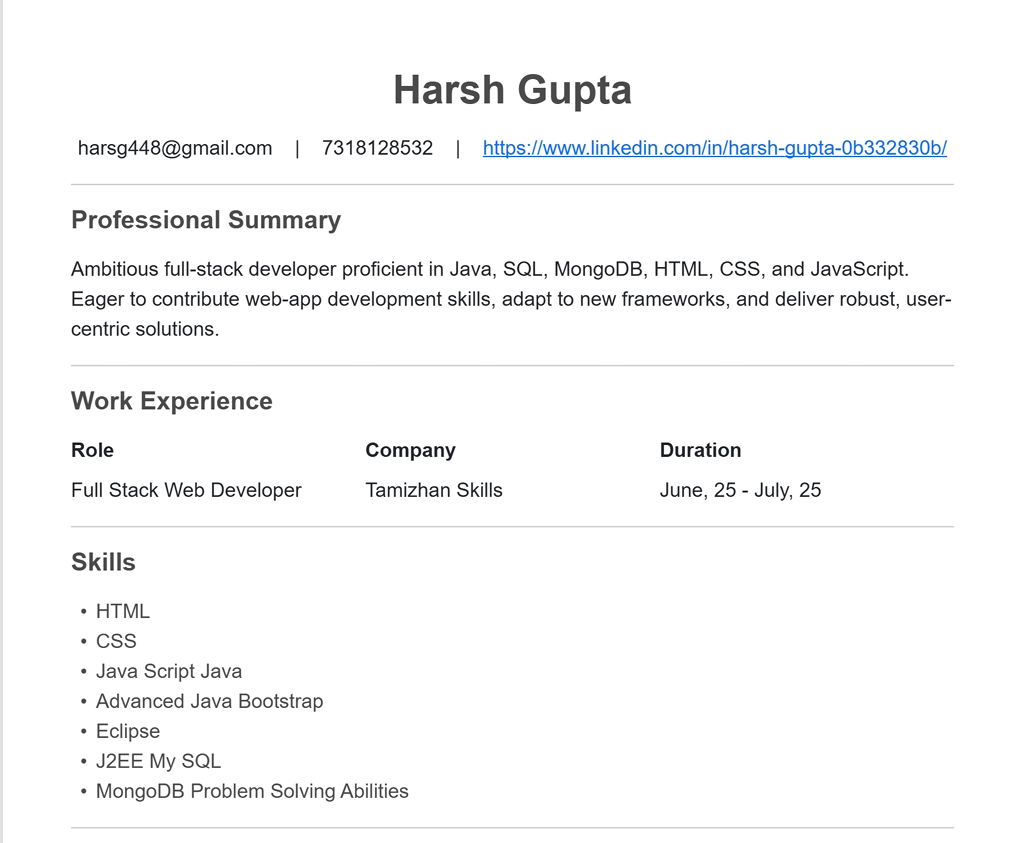 Harsh Gupta
harsg448@gmail.com | 7318128532 | https://www.linkedin.com/in/harsh-gupta-0b332830b/
Professional Summary
Ambitious full-stack developer proficient in Java, SQL, MongoDB, HTML, CSS, and JavaScript.
Eager to contribute web-app development skills, adapt to new frameworks, and deliver robust, user-
centric solutions.
Work Experience
Role Company Duration
Full Stack Web Developer Tamizhan Skills June, 25 - July, 25
Skills
• HTML
• CSS
• Java Script Java
• Advanced Java Bootstrap
• Eclipse
• J2EE My SQL
• MongoDB Problem Solving Abilities